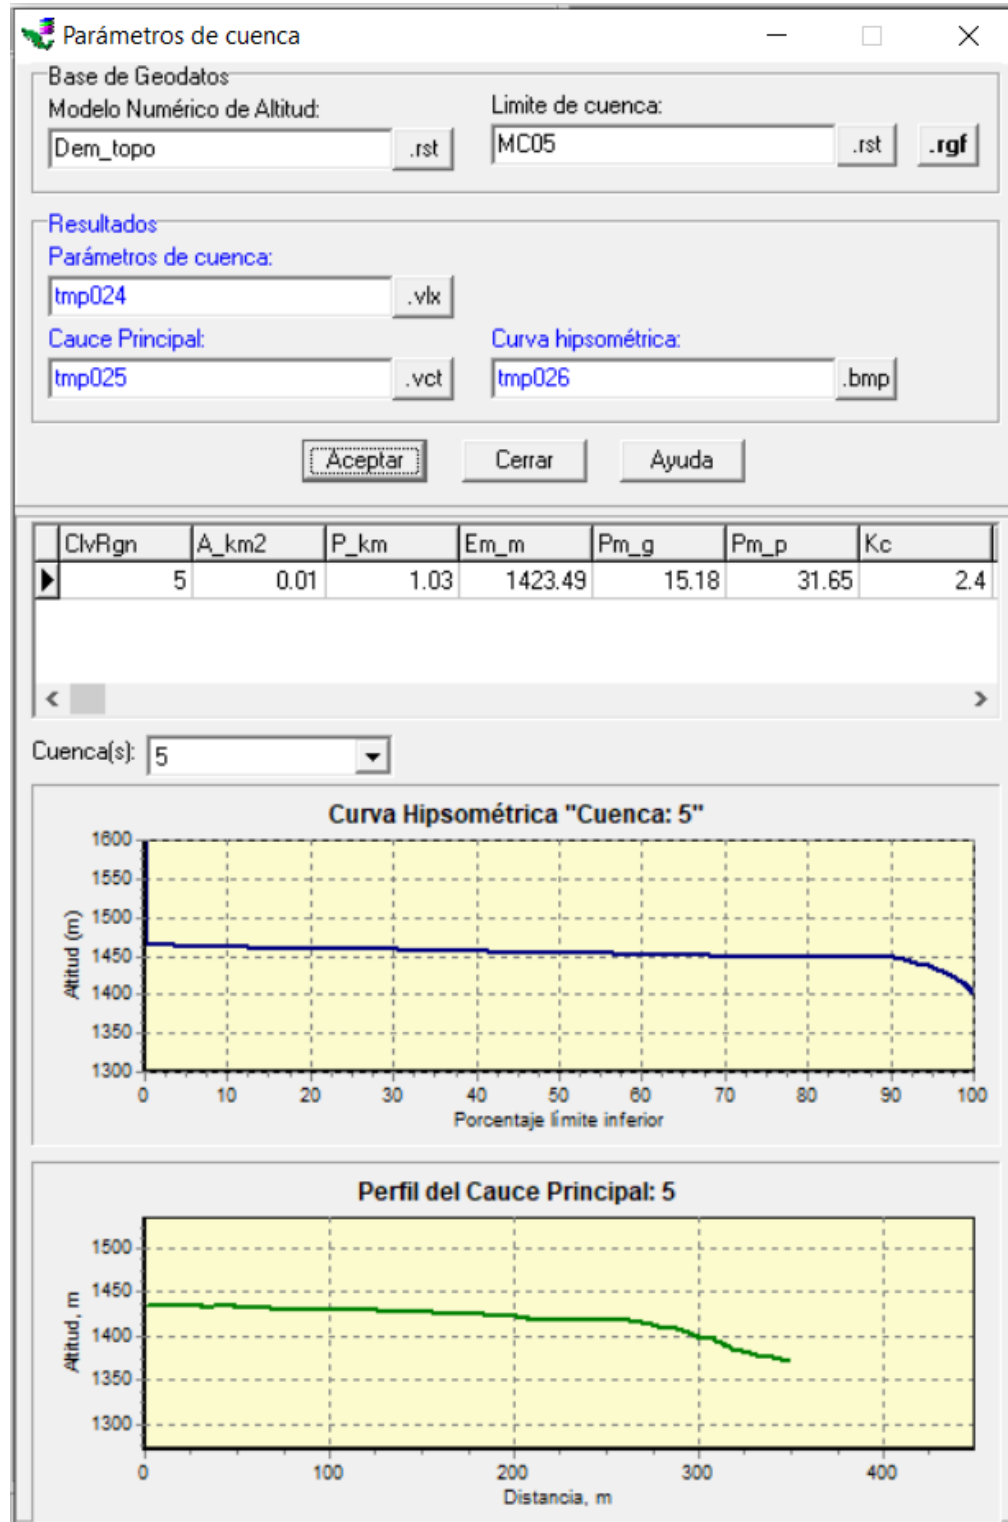 Parámetros de cuenca
Base de Geodatos
Modelo Numérico de Altitud: Limite de cuenca:
Dem_topo .rst MC05 .rst .rgf
Resultados
Parámetros de cuenca:
tmp024 .vlx
Cauce Principal: Curva hipsométrica:
tmp025 .vct tmp026 .bmp
Aceptar Cerrar Ayuda
ClvRgn A_km2 P_km Em_m Pm_g Pm_p Kc
5 0.01 1.03 1423.49 15.18 31.65 2.4
Cuenca(s): 5
Curva Hipsométrica "Cuenca: 5"
1600
1550
1500
1450
1400
1350
1300
Altitud (m)
0 10 20 30 40 50 60 70 80 90 100
Porcentaje límite inferior
Perfil del Cauce Principal: 5
1500
1450
1400
1350
1300
Altitud, m
0 100 200 300 400
Distancia, m